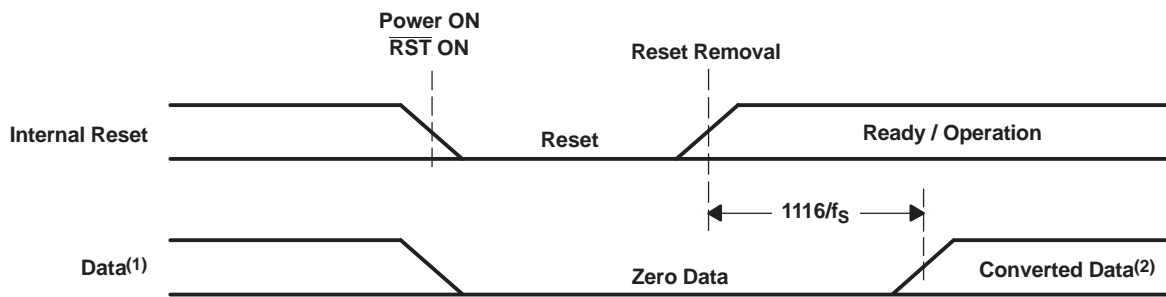 Power ON
RST ON
Reset Removal
Internal Reset
Reset
Ready / Operation
1116/fS
Data(1)
Zero Data
Converted Data(2)